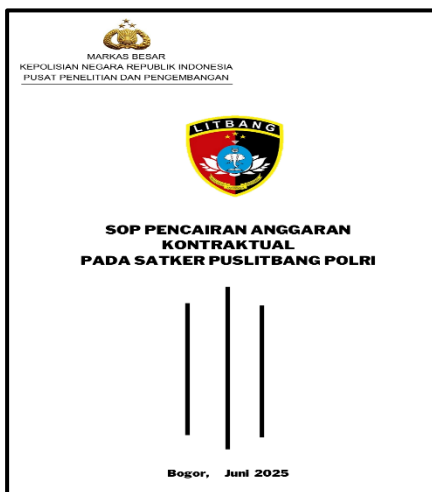 MARKAS BESAR
KEPOLISIAN NEGARA REPUBLIK INDONESIA
PUSAT PENELITIAN DAN PENGEMBANGAN
LITBANG
SOP PENCAIRAN ANGGARAN
KONTRAKTUAL
PADA SATKER PUSLITBANG POLRI
Bogor, Juni 2025